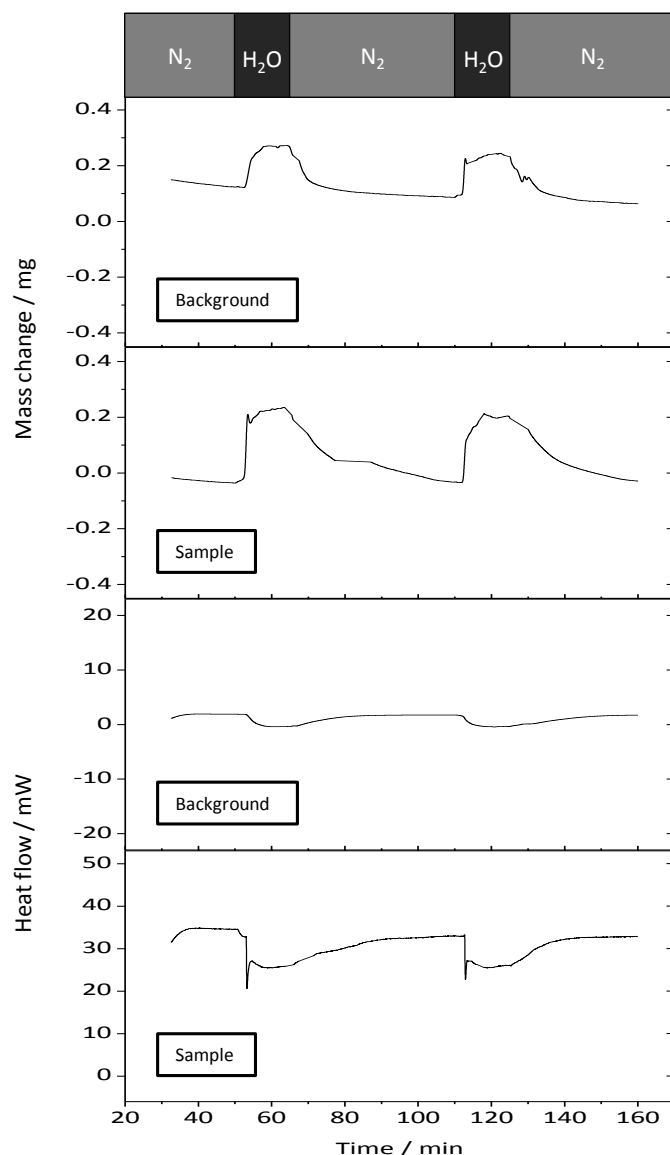 N₂ H₂O N₂ H₂O N₂
0.4
0.2
0.0
-0.2
-0.4
Background
0.4
0.2
0.0
-0.2
-0.4
Sample
Mass change / mg
20
10
0
-10
-20
Background
50
40
30
20
10
0
Sample
Heat flow / mW
20 40 60 80 100 120 140 160
Time / min